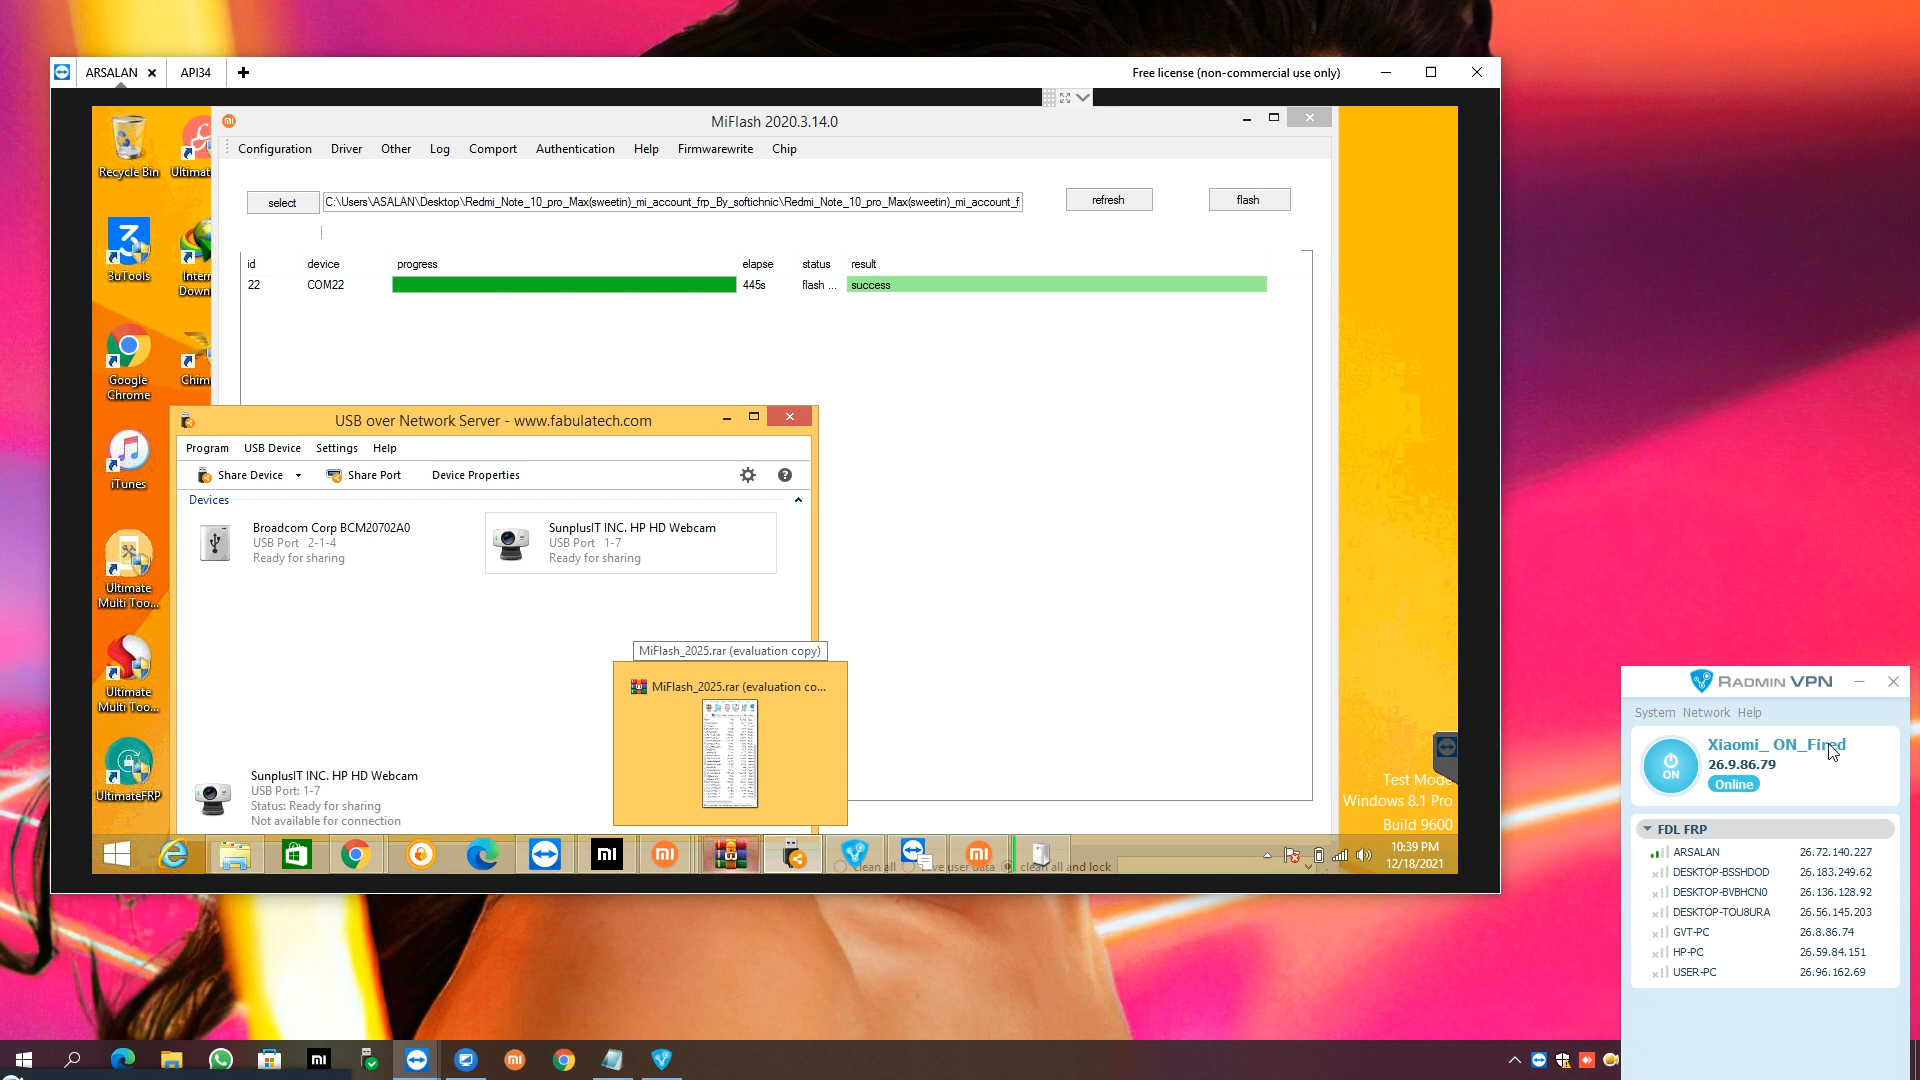 ARSALAN
API34
Free license (non-commercial use only)
MiFlash 2020.3.14.0
Configuration Driver Other Log Comport Authentication Help Firmwarewrite Chip
select
C:\Users\ASALAN\Desktop\Redmi_Note_10_pro_Max(sweetin)_mi_account_frp_By_softichnic\Redmi_Note_10_pro_Max(sweetin)_mi_account_f
refresh
flash
id device progress elapse status result
22 COM22 445s flash ... success
Recycle Bin
Ultimat
3uTools
Intern
Down
Google
Chrome
Chim
iTunes
Ultimate
Multi Too...
Ultimate
Multi Too...
UltimateFRP
USB over Network Server - www.fabulatech.com
Program USB Device Settings Help
Share Device
Share Port
Device Properties
Devices
Broadcom Corp BCM20702A0
USB Port 2-1-4
Ready for sharing
SunplusIT INC. HP HD Webcam
USB Port 1-7
Ready for sharing
SunplusIT INC. HP HD Webcam
USB Port: 1-7
Status: Ready for sharing
Not available for connection
MiFlash_2025.rar (evaluation copy)
MiFlash_2025.rar (evaluation co...
Test Mode
Windows 8.1 Pro
Build 9600
clean all
user data
clean all and lock
10:39 PM
12/18/2021
RADMIN VPN
System Network Help
ON
Xiaomi_ ON_Fired
26.9.86.79
Online
FDL FRP
ARSALAN 26.72.140.227
DESKTOP-BSSHDOD 26.183.249.62
DESKTOP-BVBHCN0 26.136.128.92
DESKTOP-TOU8URA 26.56.145.203
GVT-PC 26.8.86.74
HP-PC 26.59.84.151
USER-PC 26.96.162.69